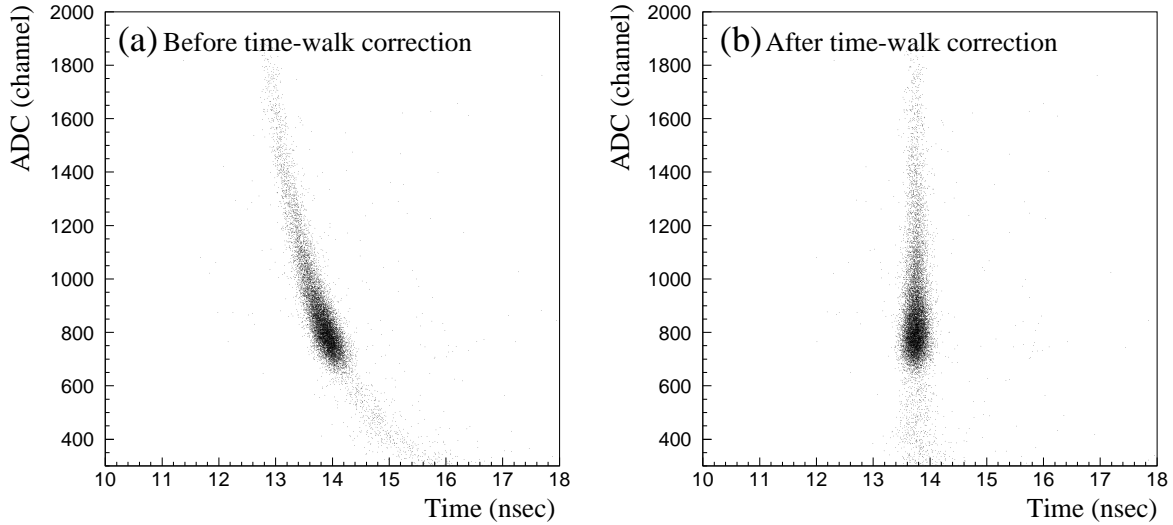 (a) Before time-walk correction
ADC (channel)
2000
1800
1600
1400
1200
1000
800
600
400
10 11 12 13 14 15 16 17 18
Time (nsec)
(b) After time-walk correction
ADC (channel)
2000
1800
1600
1400
1200
1000
800
600
400
10 11 12 13 14 15 16 17 18
Time (nsec)